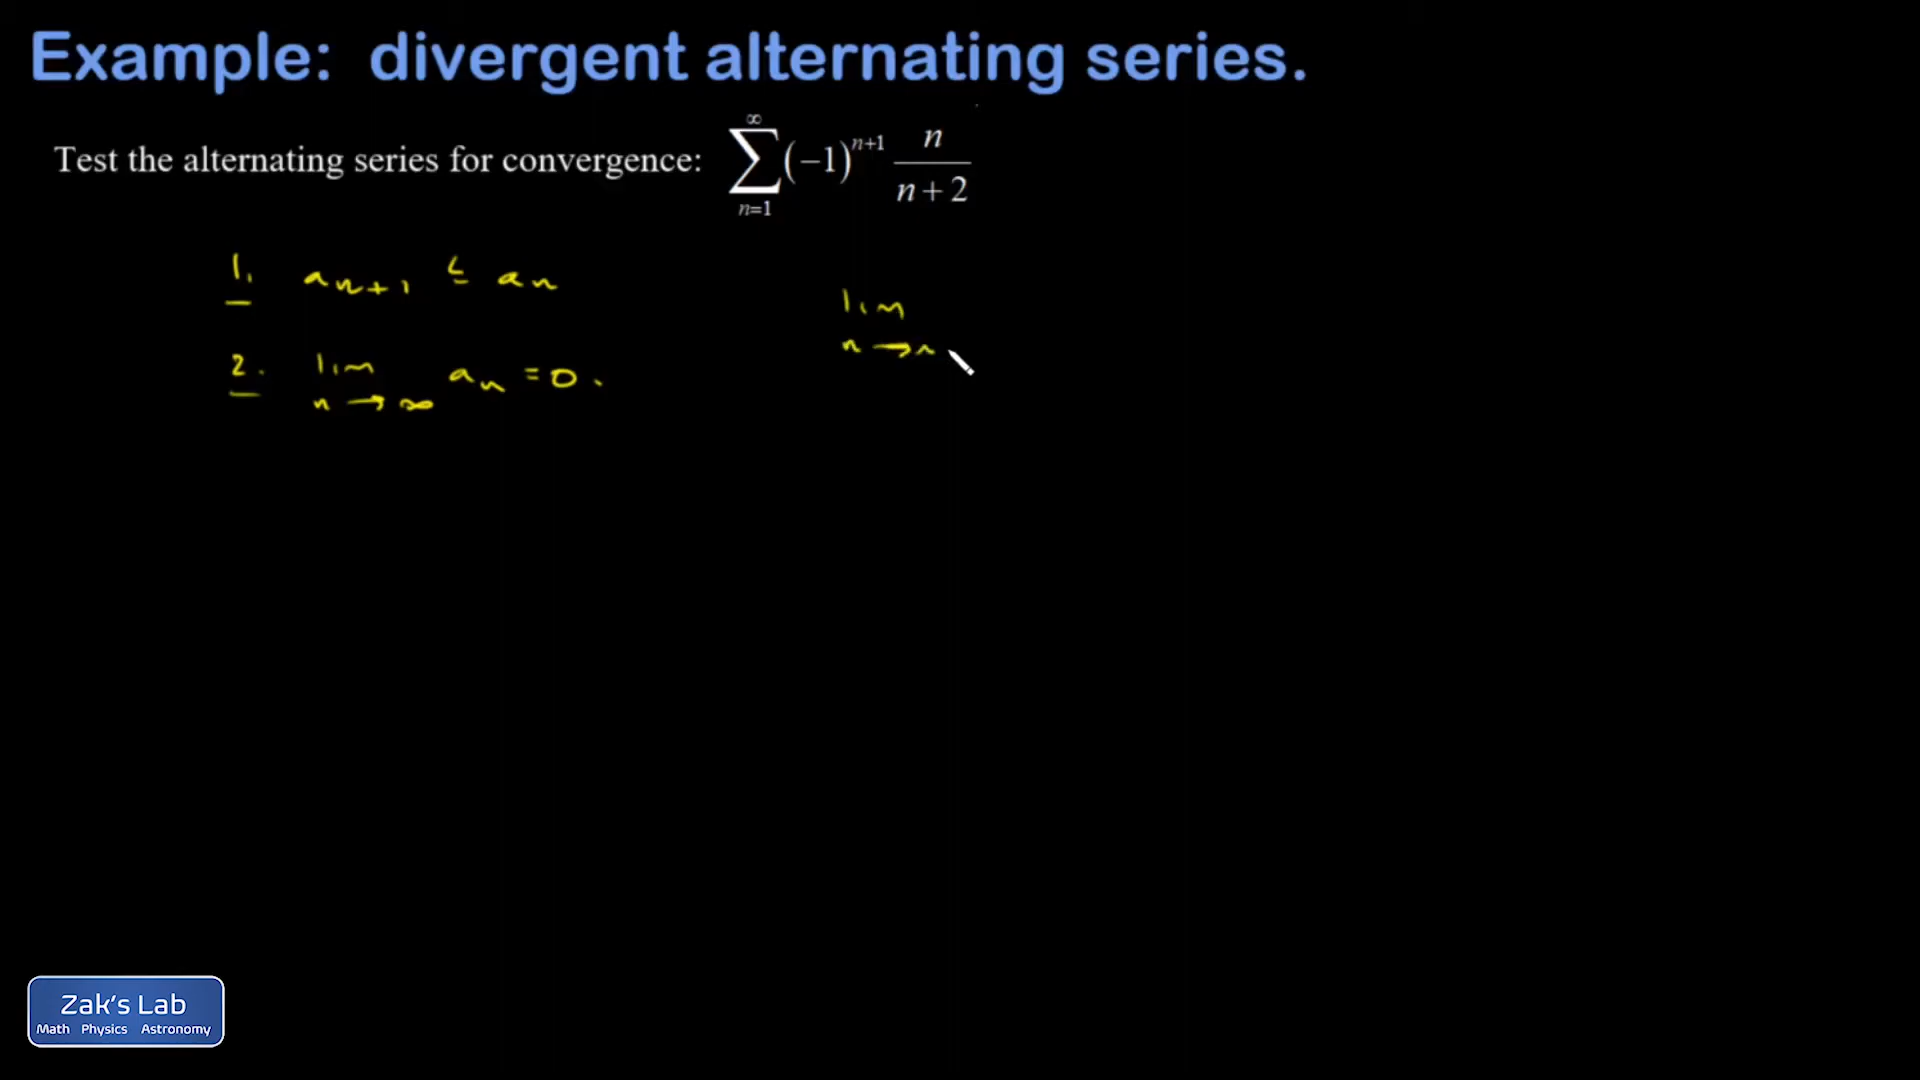 Example: divergent alternating series.
Test the alternating series for convergence: ∑_{n=1}^{∞} (−1)^{n+1} n/(n+2)
1. a_{n+1} ≤ a_n
2. lim_{n→∞} a_n = 0.
lim
n →
Zak's Lab
Math Physics Astronomy